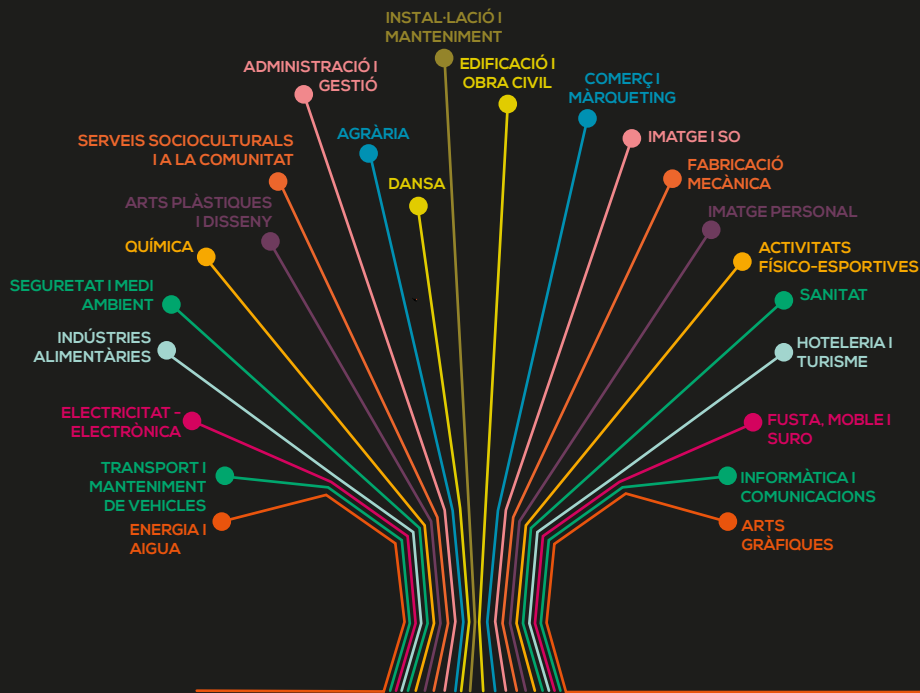 INSTAL·LACIÓ I
MANTENIMENT
ADMINISTRACIÓ I
GESTIÓ
EDIFICACIÓ I
OBRA CIVIL
COMERÇ I
MÀRQUETING
SERVEIS SOCIOCULTURALS
I A LA COMUNITAT
AGRÀRIA
IMATGE I SO
DANSA
FABRICACIÓ
MECÀNICA
ARTS PLÀSTIQUES
I DISSENY
IMATGE PERSONAL
QUÍMICA
ACTIVITATS
FÍSICO-ESPORTIVES
SEGURETAT I MEDI
AMBIENT
SANITAT
INDÚSTRIES
ALIMENTÀRIES
HOTELERIA I
TURISME
ELECTRICITAT -
ELECTRÒNICA
FUSTA, MOBLE I
SURO
TRANSPORT I
MANTENIMENT
DE VEHICLES
INFORMÀTICA I
COMUNICACIONS
ENERGIA I
AIGUA
ARTS
GRÀFIQUES